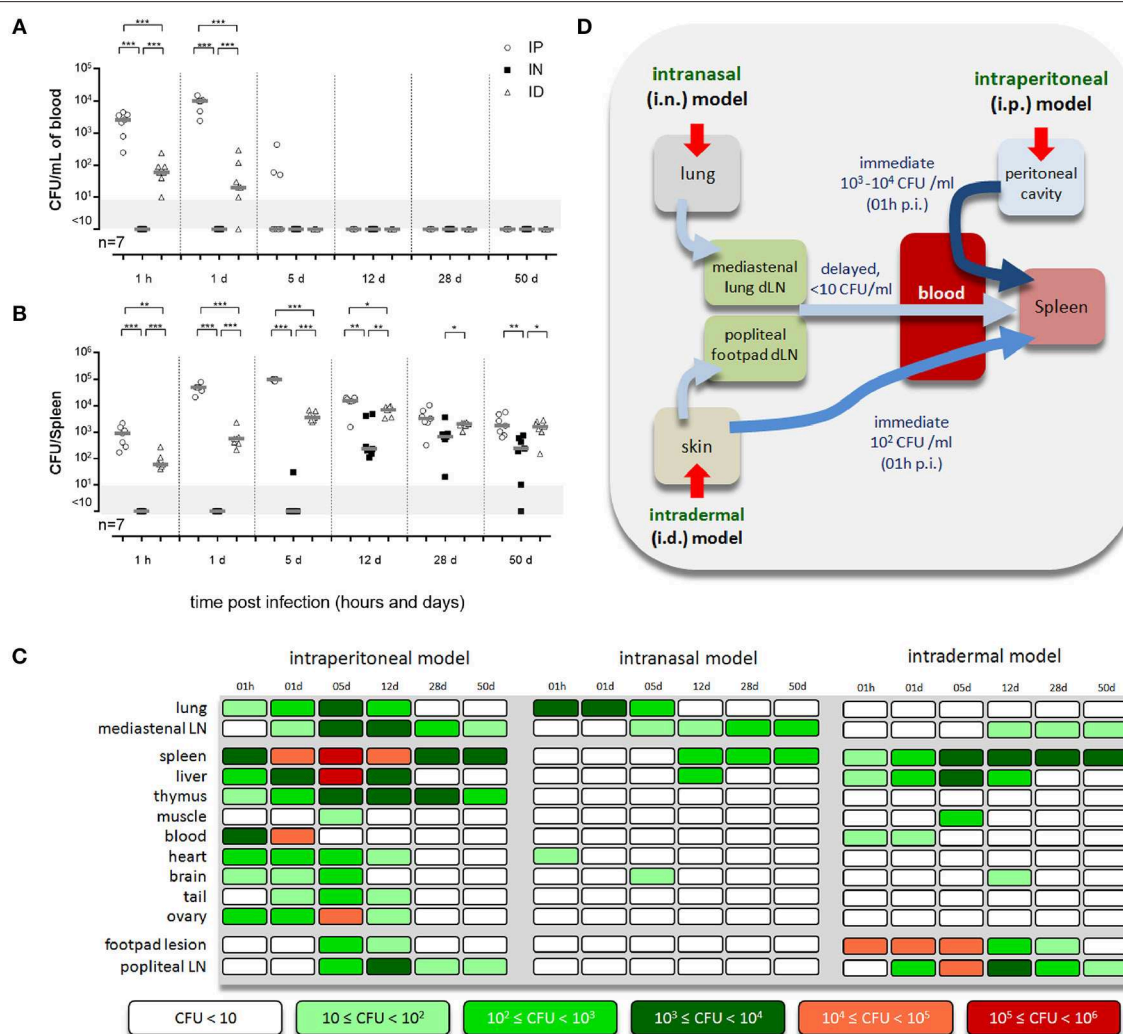 A
*** ***
*** *** *** ***
○ IP
■ IN
△ ID
CFU/mL of blood
10⁵
10⁴
10³
10²
10¹
<10
n=7
1 h 1 d 5 d 12 d 28 d 50 d
B
** *** *** *
*** *** *** *** *** *** ** ** * ** *
CFU/Spleen
10⁶
10⁵
10⁴
10³
10²
10¹
<10
n=7
1 h 1 d 5 d 12 d 28 d 50 d
time post infection (hours and days)
D
intranasal
(i.n.) model
intraperitoneal
(i.p.) model
lung
immediate
10³-10⁴ CFU /ml
(01h p.i.)
peritoneal
cavity
mediastenal
lung dLN
delayed,
<10 CFU/ml
blood
Spleen
popliteal
footpad dLN
skin
immediate
10² CFU /ml
(01h p.i.)
intradermal
(i.d.) model
C
intraperitoneal model intranasal model intradermal model
01h 01d 05d 12d 28d 50d 01h 01d 05d 12d 28d 50d 01h 01d 05d 12d 28d 50d
lung
mediastenal LN
spleen
liver
thymus
muscle
blood
heart
brain
tail
ovary
footpad lesion
popliteal LN
CFU < 10 10 ≤ CFU < 10² 10² ≤ CFU < 10³ 10³ ≤ CFU < 10⁴ 10⁴ ≤ CFU < 10⁵ 10⁵ ≤ CFU < 10⁶